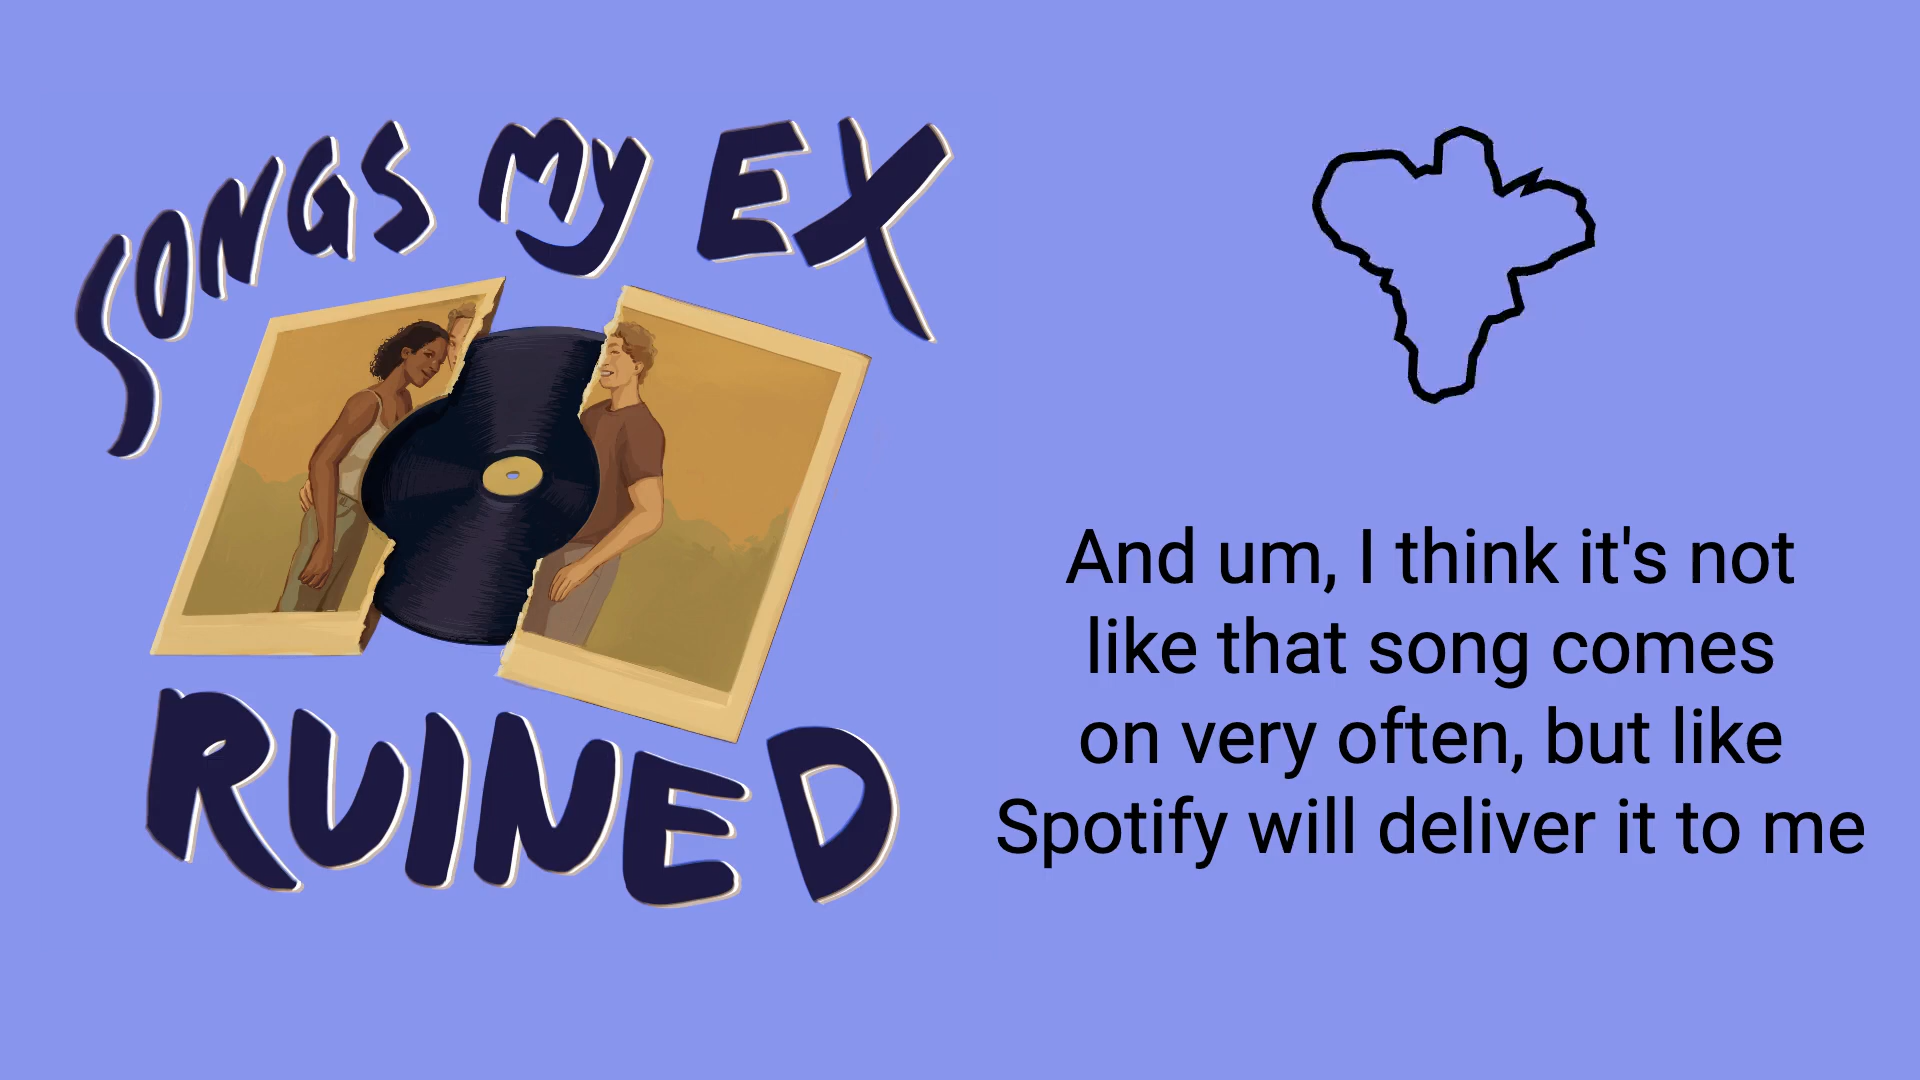 SONGS MY EX
RUINED
And um, I think it's not
like that song comes
on very often, but like
Spotify will deliver it to me